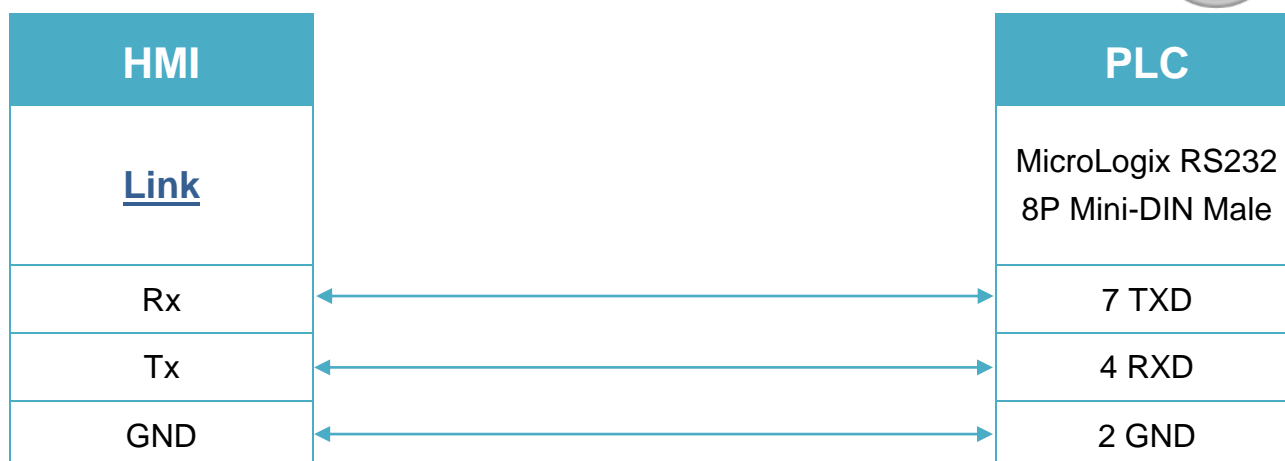 HMI
PLC
Link
MicroLogix RS232
8P Mini-DIN Male
Rx
7 TXD
Tx
4 RXD
GND
2 GND